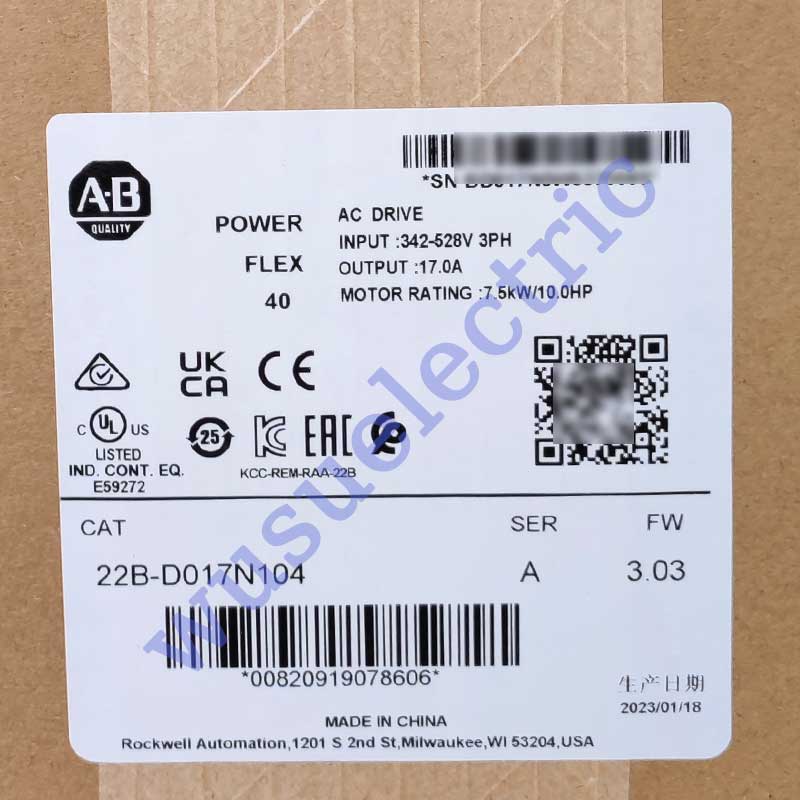 A-B
QUALITY
POWER
FLEX
40
AC DRIVE
INPUT :342-528V 3PH
OUTPUT :17.0A
MOTOR RATING :7.5kW/10.0HP
*SN
UK
CA
CE
C UL US
LISTED
IND. CONT. EQ.
E59272
25
EAC
KCC-REM-RAA-22B
CAT
SER
FW
22B-D017N104
A
3.03
*00820919078606*
生产日期
2023/01/18
MADE IN CHINA
Rockwell Automation,1201 S 2nd St,Milwaukee,WI 53204,USA
wusuelectric